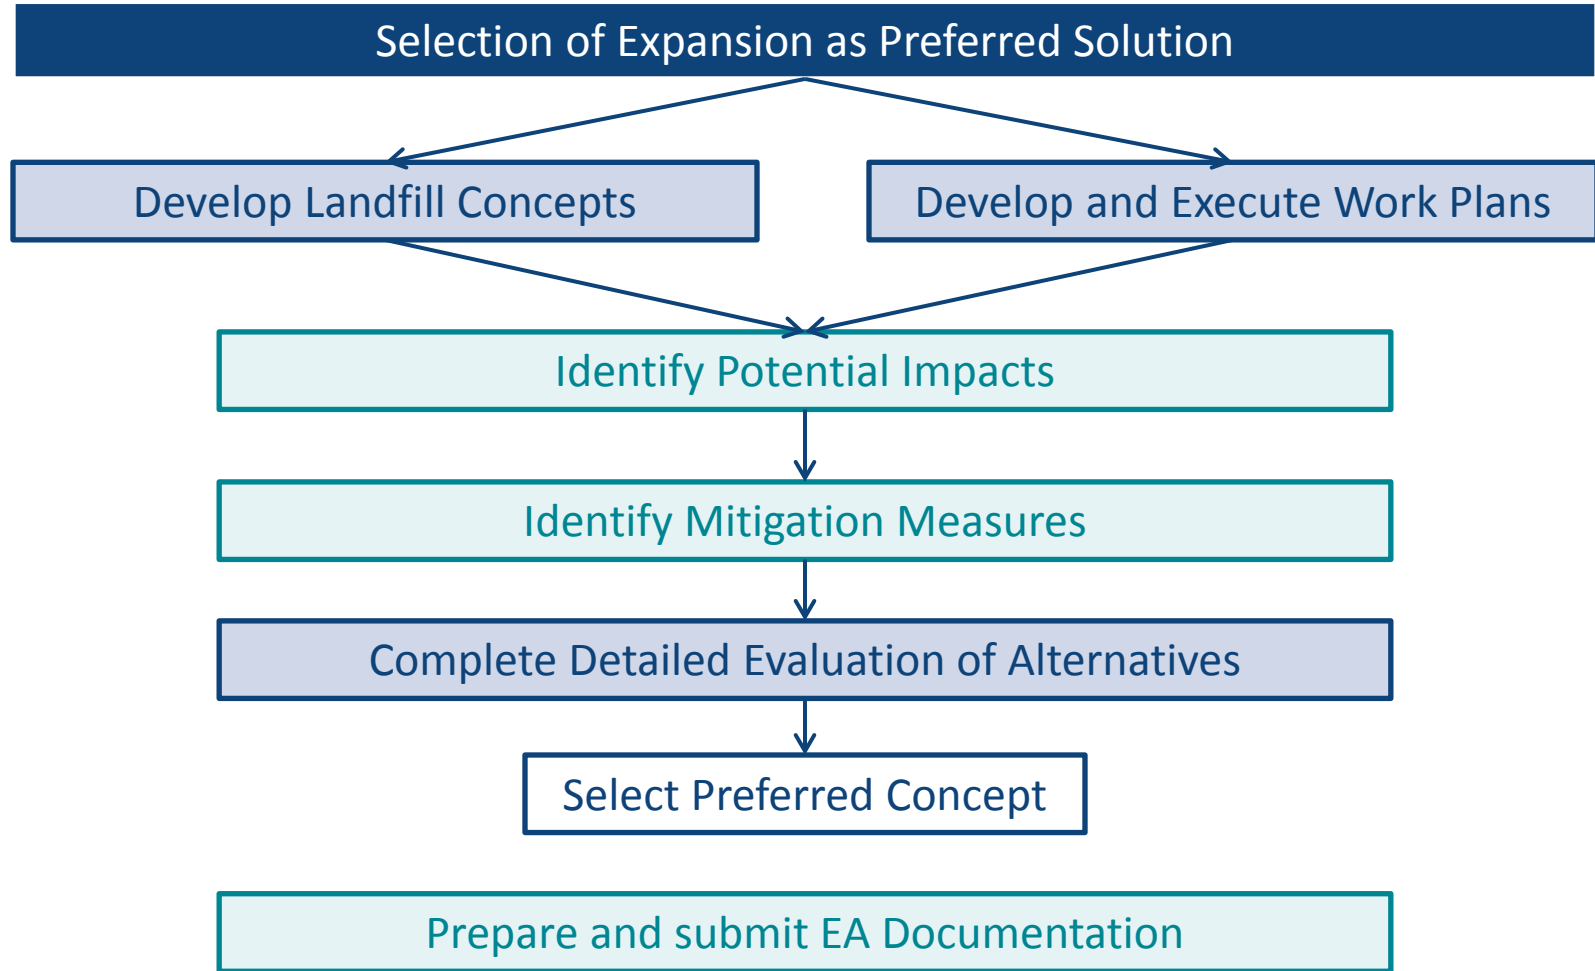 Selection of Expansion as Preferred Solution
Develop Landfill Concepts
Develop and Execute Work Plans
Identify Potential Impacts
Identify Mitigation Measures
Complete Detailed Evaluation of Alternatives
Select Preferred Concept
Prepare and submit EA Documentation